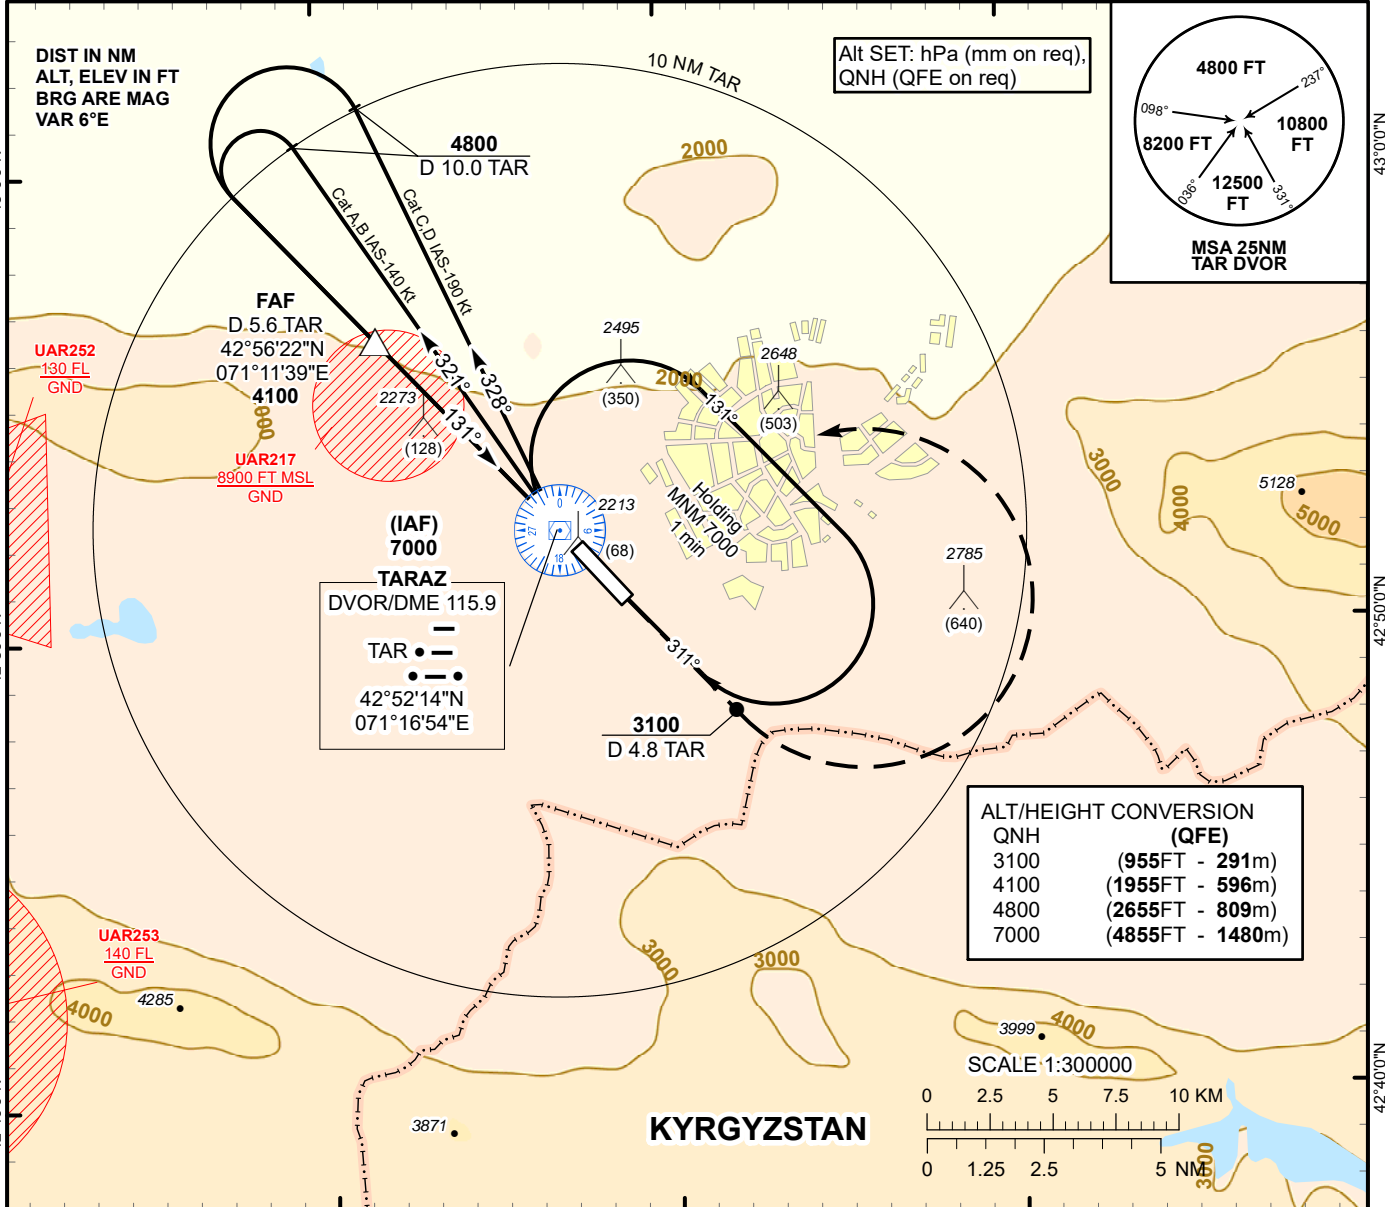 DIST IN NM
ALT, ELEV IN FT
BRG ARE MAG
VAR 6°E
10 NM TAR
Alt SET: hPa (mm on req),
QNH (QFE on req)
4800 FT
237°
098°
8200 FT
10800
FT
12500
FT
036°
331°
MSA 25NM
TAR DVOR
43°0'0"N
4800
D 10.0 TAR
2000
Cat A,B IAS-140 Kt
Cat C,D IAS-190 Kt
FAF
D 5.6 TAR
42°56'22"N
071°11'39"E
4100
UAR252
130 FL
GND
2273
(128)
321°
328°
131°
2495
(350)
2000
2648
(503)
131°
UAR217
8900 FT MSL
GND
Holding
MNM 7000
1 min
3000
4000
5128
5000
(IAF)
7000
TARAZ
DVOR/DME 115.9
TAR
42°52'14"N
071°16'54"E
0
6
18
27
2213
(68)
2785
(640)
42°50'0"N
311°
3100
D 4.8 TAR
ALT/HEIGHT CONVERSION
QNH (QFE)
3100 (955FT - 291m)
4100 (1955FT - 596m)
4800 (2655FT - 809m)
7000 (4855FT - 1480m)
UAR253
140 FL
GND
4285
4000
3000
3000
3999
4000
SCALE 1:300000
0 2.5 5 7.5 10 KM
0 1.25 2.5 5 NM
3871
KYRGYZSTAN
42°40'0"N